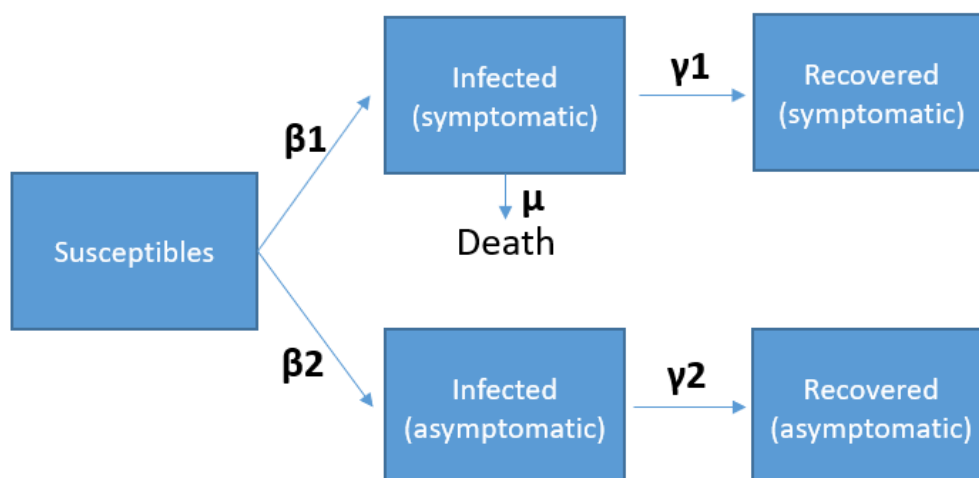 Infected
(symptomatic)
γ1
Recovered
(symptomatic)
β1
Susceptibles
μ
Death
β2
Infected
(asymptomatic)
γ2
Recovered
(asymptomatic)